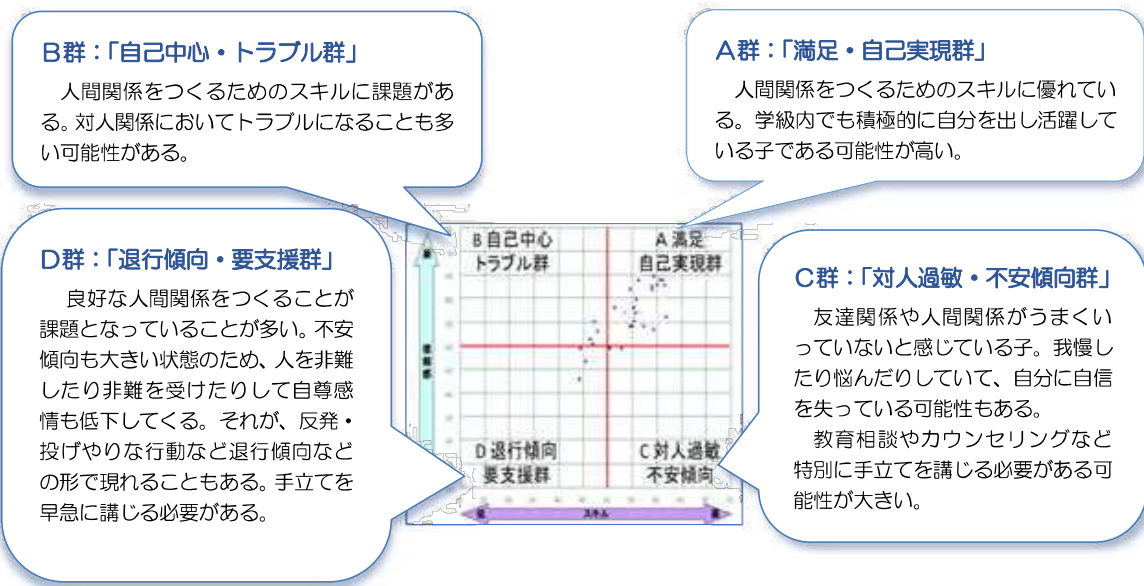 B群：「自己中心・トラブル群」
人間関係をつくるためのスキルに課題があ
る。対人関係においてトラブルになることも多
い可能性がある。
A群：「満足・自己実現群」
人間関係をつくるためのスキルに優れてい
る。学級内でも積極的に自分を出し活躍して
いる子である可能性が高い。
D群：「退行傾向・要支援群」
良好な人間関係をつくることが
課題となっていることが多い。不安
傾向も大きい状態のため、人を非難
したり非難を受けたりして自尊感
情も低下してくる。それが、反発・
投げやりな行動など退行傾向など
の形で現れることもある。手立てを
早急に講じる必要がある。
B 自己中心
トラブル群
A 満足
自己実現群
D 退行傾向
要支援群
C 対人過敏
不安傾向
スキル
C群：「対人過敏・不安傾向群」
友達関係や人間関係がうまくい
っていないと感じている子。我慢し
たり悩んだりしていて、自分に自信
を失っている可能性もある。
教育相談やカウンセリングなど
特別に手立てを講じる必要がある可
能性が大きい。